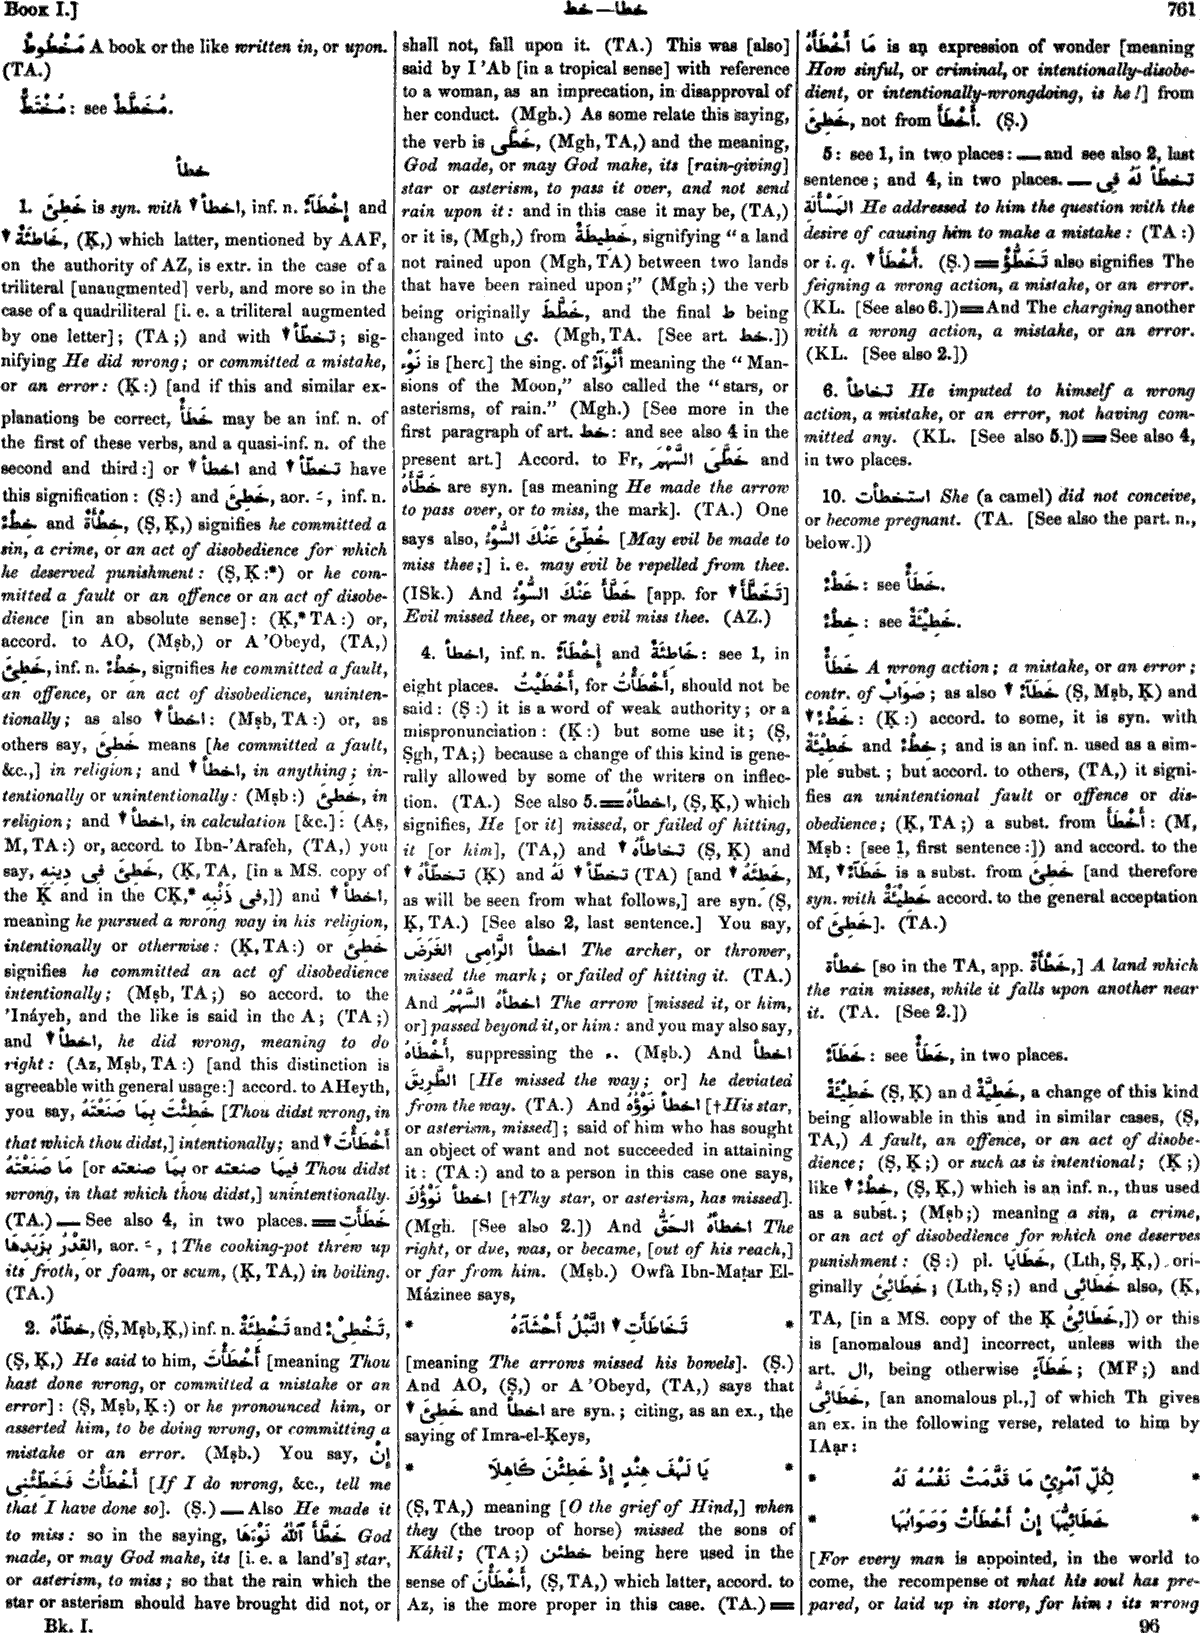 Book I.]
خط — خطأ
761
مَخْطُوطٌ A book or the like written in, or upon.
(TA.)
مُخْتَطٌّ: see مُخَطَّطٌ.
خطأ
1. خَطِئَ is syn. with ↓ اخطأ, inf. n. إِخْطَآءٌ and
↓ خَاطِئَةٌ, (Ḳ,) which latter, mentioned by AAF,
on the authority of AZ, is extr. in the case of a
triliteral [unaugmented] verb, and more so in the
case of a quadriliteral [i. e. a triliteral augmented
by one letter]; (TA;) and with ↓ تخطّأ; sig-
nifying He did wrong; or committed a mistake,
or an error: (Ḳ:) [and if this and similar ex-
planations be correct, خَطَأٌ may be an inf. n. of
the first of these verbs, and a quasi-inf. n. of the
second and third:] or ↓ اخطأ and ↓ تخطّأ have
this signification: (Ṣ:) and خَطِئَ, aor. ـَ, inf. n.
خِطْءٌ and خِطْأَةٌ, (Ṣ, Ḳ,) signifies he committed a
sin, a crime, or an act of disobedience for which
he deserved punishment: (Ṣ, Ḳ:*) or he com-
mitted a fault or an offence or an act of disobe-
dience [in an absolute sense]: (Ḳ,* TA:) or,
accord. to AO, (Mṣb,) or A 'Obeyd, (TA,)
خَطِئَ, inf. n. خِطْءٌ, signifies he committed a fault,
an offence, or an act of disobedience, uninten-
tionally; as also ↓ اخطأ: (Mṣb, TA:) or, as
others say, خَطِئَ means [he committed a fault,
&c.,] in religion; and ↓ اخطأ, in anything; in-
tentionally or unintentionally: (Mṣb:) خَطِئَ, in
religion; and ↓ اخطأ, in calculation [&c.]: (Aṣ,
M, TA:) or, accord. to Ibn-'Arafeh, (TA,) you
say, خَطِئَ فِى دِينِهِ, (Ḳ, TA, [in a MS. copy of
the Ḳ and in the CḲ,* فِى ذَنْبِهِ,]) and ↓ اخطأ,
meaning he pursued a wrong way in his religion,
intentionally or otherwise: (Ḳ, TA:) or خَطِئَ
signifies he committed an act of disobedience
intentionally; (Mṣb, TA;) so accord. to the
'Ináyeh, and the like is said in the A; (TA;)
and ↓ اخطأ, he did wrong, meaning to do
right: (Az, Mṣb, TA:) [and this distinction is
agreeable with general usage:] accord. to AHeyth,
you say, خَطِئْتَ بِمَا صَنَعْتَهُ [Thou didst wrong, in
that which thou didst,] intentionally; and ↓ أَخْطَأْتَ
مَا صَنَعْتَهُ [or بِمَا صنعته or فِيمَا صنعته Thou didst
wrong, in that which thou didst,] unintentionally.
(TA.) — See also 4, in two places. = خَطَأَتِ
القِدْرُ بِزَبَدِهَا, aor. ـَ, ‡ The cooking-pot threw up
its froth, or foam, or scum, (Ḳ, TA,) in boiling.
(TA.)
2. خَطَّأَهُ, (Ṣ, Mṣb, Ḳ,) inf. n. تَخْطِئَةٌ and تَخْطِىْءٌ,
(Ṣ, Ḳ,) He said to him, أَخْطَأْتَ [meaning Thou
hast done wrong, or committed a mistake or an
error]: (Ṣ, Mṣb, Ḳ:) or he pronounced him, or
asserted him, to be doing wrong, or committing a
mistake or an error. (Mṣb.) You say, إِنْ
أَخْطَأْتُ فَخَطِّئْنِى [If I do wrong, &c., tell me
that I have done so]. (Ṣ.) — Also He made it
to miss: so in the saying, خَطَّأَ ٱللّٰهُ نَوْءَهَا God
made, or may God make, its [i. e. a land's] star,
or asterism, to miss; so that the rain which the
star or asterism should have brought did not, or
shall not, fall upon it. (TA.) This was [also]
said by I 'Ab [in a tropical sense] with reference
to a woman, as an imprecation, in disapproval of
her conduct. (Mgh.) As some relate this saying,
the verb is خَطَّى, (Mgh, TA,) and the meaning,
God made, or may God make, its [rain-giving]
star or asterism, to pass it over, and not send
rain upon it: and in this case it may be, (TA,)
or it is, (Mgh,) from خَطِيطَةٌ, signifying "a land
not rained upon (Mgh, TA) between two lands
that have been rained upon;" (Mgh;) the verb
being originally خَطَّطَ, and the final ط being
changed into ى. (Mgh, TA. [See art. خط.])
نَوْء is [here] the sing. of أَنْوَآءٌ meaning the "Man-
sions of the Moon," also called the "stars, or
asterisms, of rain." (Mgh.) [See more in the
first paragraph of art. خط: and see also 4 in the
present art.] Accord. to Fr, خَطَّئَ السَّهْمَ and
خَطَّأَهُ are syn. [as meaning He made the arrow
to pass over, or to miss, the mark]. (TA.) One
says also, خُطِّئَ عَنْكَ السُّوْءُ [May evil be made to
miss thee;] i. e. may evil be repelled from thee.
(ISk.) And خَطَّأَ عَنْكَ السُّوْءُ [app. for ↓ تَخَطَّأَ]
Evil missed thee, or may evil miss thee. (AZ.)
4. اخطأ, inf. n. إِخْطَآءٌ and خَاطِئَةٌ: see 1, in
eight places. أَخْطَيْتُ, for أَخْطَأْتُ, should not be
said: (Ṣ:) it is a word of weak authority; or a
mispronunciation: (Ḳ:) but some use it; (Ṣ,
Ṣgh, TA;) because a change of this kind is gene-
rally allowed by some of the writers on inflec-
tion. (TA.) See also 5. = اخطأهُ, (Ṣ, Ḳ,) which
signifies, He [or it] missed, or failed of hitting,
it [or him], (TA,) and ↓ تخاطأهُ (Ṣ, Ḳ) and
↓ تخطّأهُ (Ḳ) and ↓ تخطّأ لَهُ (TA) [and ↓ خَطِئَهُ,
as will be seen from what follows,] are syn. (Ṣ,
Ḳ, TA.) [See also 2, last sentence.] You say,
اخطأ الرَّامِى الغَرَضَ The archer, or thrower,
missed the mark; or failed of hitting it. (TA.)
And اخطأهُ السَّهْمُ The arrow [missed it, or him,
or] passed beyond it, or him: and you may also say,
أَخْطَاهُ, suppressing the ء. (Mṣb.) And اخطأ
الطَّرِيقَ [He missed the way; or] he deviated
from the way. (TA.) And اخطأ نَوْؤُهُ [† His star,
or asterism, missed]; said of him who has sought
an object of want and not succeeded in attaining
it: (TA:) and to a person in this case one says,
اخطأ نَوْؤُكَ [† Thy star, or asterism, has missed].
(Mgh. [See also 2.]) And اخطأهُ الحَقُّ The
right, or due, was, or became, [out of his reach,]
or far from him. (Mṣb.) Owfà Ibn-Maṭar El-
Mázinee says,
* تَخَاطَأَتِ ↓ النَّبْلُ أَحْشَآءَهُ *
[meaning The arrows missed his bowels]. (Ṣ.)
And AO, (Ṣ,) or A 'Obeyd, (TA,) says that
↓ خَطِئَ and اخطأ are syn.; citing, as an ex., the
saying of Imra-el-Ḳeys,
* يَا لَهْفَ هِنْدٍ إِذْ خَطِئْنَ كَاهِلَا *
(Ṣ, TA,) meaning [O the grief of Hind,] when
they (the troop of horse) missed the sons of
Káhil; (TA;) خطئن being here used in the
sense of أَخْطَأْنَ, (Ṣ, TA,) which latter, accord. to
Az, is the more proper in this case. (TA.) =
مَا أَخْطَأَهُ is an expression of wonder [meaning
How sinful, or criminal, or intentionally-disobe-
dient, or intentionally-wrongdoing, is he!] from
خَطِئَ, not from أَخْطَأَ. (Ṣ.)
5: see 1, in two places: — and see also 2, last
sentence; and 4, in two places. — تخطّأ لَهُ فِى
المَسْأَلَةِ He addressed to him the question with the
desire of causing him to make a mistake: (TA:)
or i. q. ↓ أَخْطَأَ. (Ṣ.) = تَخَطُّؤٌ also signifies The
feigning a wrong action, a mistake, or an error.
(KL. [See also 6.]) = And The charging another
with a wrong action, a mistake, or an error.
(KL. [See also 2.])
6. تخاطأ He imputed to himself a wrong
action, a mistake, or an error, not having com-
mitted any. (KL. [See also 5.]) = See also 4,
in two places.
10. استخطأت She (a camel) did not conceive,
or become pregnant. (TA. [See also the part. n.,
below.])
خَطْءٌ: see خَطَأٌ.
خِطْءٌ: see خَطِيْئَةٌ.
خَطَأٌ A wrong action; a mistake, or an error;
contr. of صَوَابٌ; as also ↓ خَطَآءٌ (Ṣ, Mṣb, Ḳ) and
↓ خَطْءٌ: (Ḳ:) accord. to some, it is syn. with
خَطِيْئَةٌ and خِطْءٌ; and is an inf. n. used as a sim-
ple subst.; but accord. to others, (TA,) it signi-
fies an unintentional fault or offence or dis-
obedience; (Ḳ, TA;) a subst. from أَخْطَأَ: (M,
Mṣb: [see 1, first sentence:]) and accord. to the
M, ↓ خَطَآءٌ is a subst. from خَطِئَ [and therefore
syn. with خَطِيْئَةٌ accord. to the general acceptation
of خَطِئَ]. (TA.)
خطأة [so in the TA, app. خَطْأَةٌ,] A land which
the rain misses, while it falls upon another near
it. (TA. [See 2.])
خَطَآءٌ: see خَطَأٌ, in two places.
خَطِيْئَةٌ (Ṣ, Ḳ) and خَطِيَّةٌ, a change of this kind
being allowable in this and in similar cases, (Ṣ,
TA,) A fault, an offence, or an act of disobe-
dience; (Ṣ, Ḳ;) or such as is intentional; (Ḳ;)
like ↓ خِطْءٌ, (Ṣ, Ḳ,) which is an inf. n., thus used
as a subst.; (Mṣb;) meaning a sin, a crime,
or an act of disobedience for which one deserves
punishment: (Ṣ:) pl. خَطَايَا, (Lth, Ṣ, Ḳ,) ori-
ginally خَطَائِئُ; (Lth, Ṣ;) and خَطَائِى also, (Ḳ,
TA, [in a MS. copy of the Ḳ خَطَائِئُ,]) or this
is [anomalous and] incorrect, unless with the
art. ال, being otherwise خَطَآءٍ; (MF;) and
خَطَائِىُّ, [an anomalous pl.,] of which Th gives
an ex. in the following verse, related to him by
IAạr:
* لِكُلِّ ٱمْرِئٍ مَا قَدَّمَتْ نَفْسُهُ لَهُ *
* خَطَائِيُّهَا إِنْ أَخْطَأَتْ وَصَوَابُهَا *
[For every man is appointed, in the world to
come, the recompense of what his soul has pre-
pared, or laid up in store, for him: its wrong
Bk. I.
96